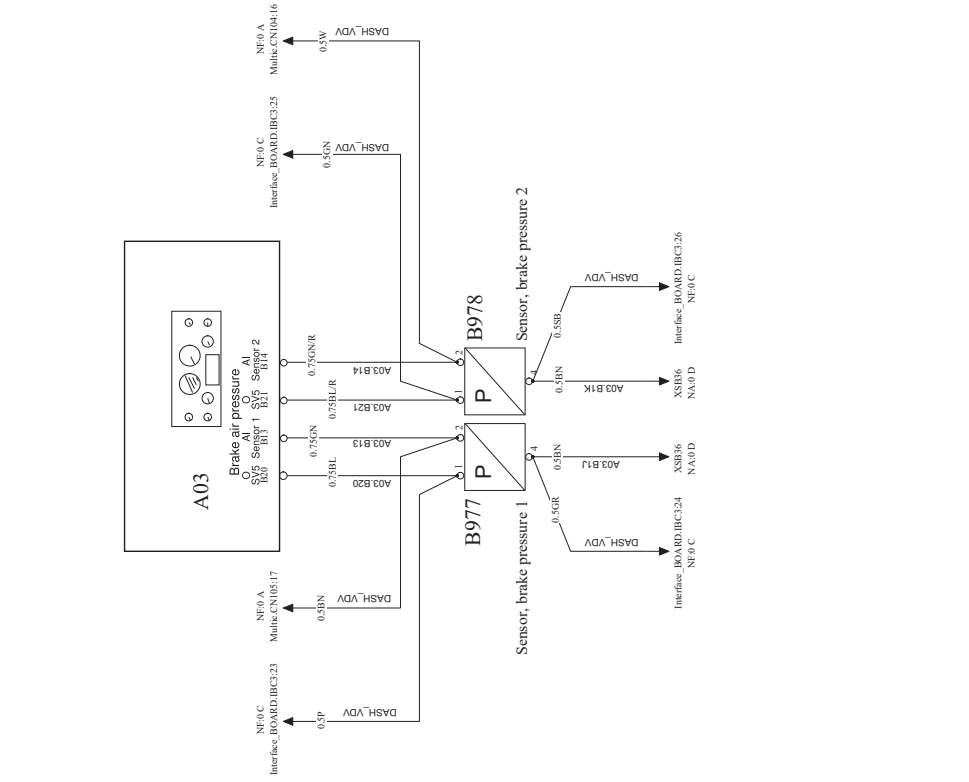 NF:0 A
Multic.CN104:16
0.5W
DASH_VDV
NF:0 C
Interface_BOARD.IBC3:25
0.5GN
DASH_VDV
A03
Brake air pressure
SV5 Sensor 1 AI
B20
B13
SV5 Sensor 2 AI
B21
B14
0.75BL
A03.B20
0.75GN
A03.B13
0.75BL/R
A03.B21
0.75GN/R
A03.B14
NF:0 A
Multic.CN105:17
0.5BN
DASH_VDV
NF:0 C
Interface_BOARD.IBC3:23
0.5P
DASH_VDV
B977
Sensor, brake pressure 1
1
2
P
4
B978
Sensor, brake pressure 2
1
2
P
4
0.5SB
DASH_VDV
Interface_BOARD.IBC3:26
NF:0 C
0.5BN
A03.B1K
XSB36
NA:0 D
0.5BN
A03.B1J
XSB36
NA:0 D
0.5GR
DASH_VDV
Interface_BOARD.IBC3:24
NF:0 C